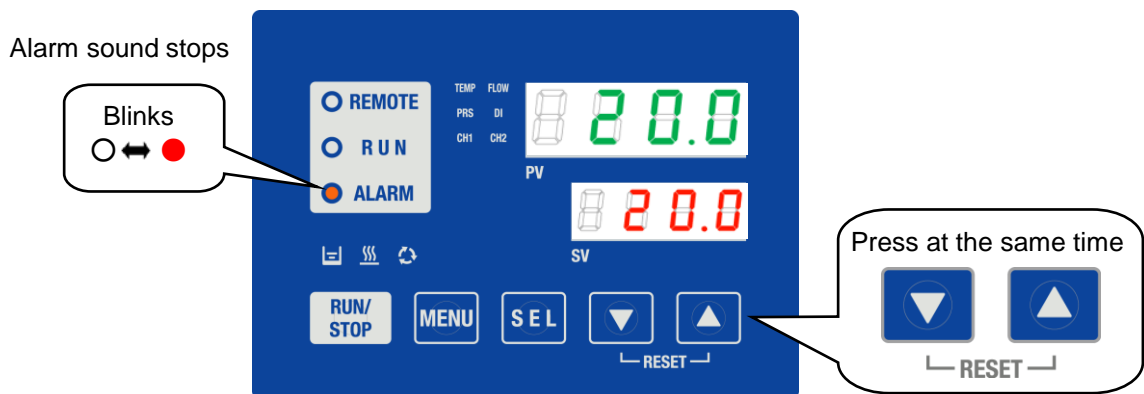 Alarm sound stops
Blinks
REMOTE
RUN
ALARM
TEMP FLOW
PRS DI
CH1 CH2
20.0
PV
20.0
SV
RUN/
STOP
MENU
SEL
RESET
Press at the same time
RESET